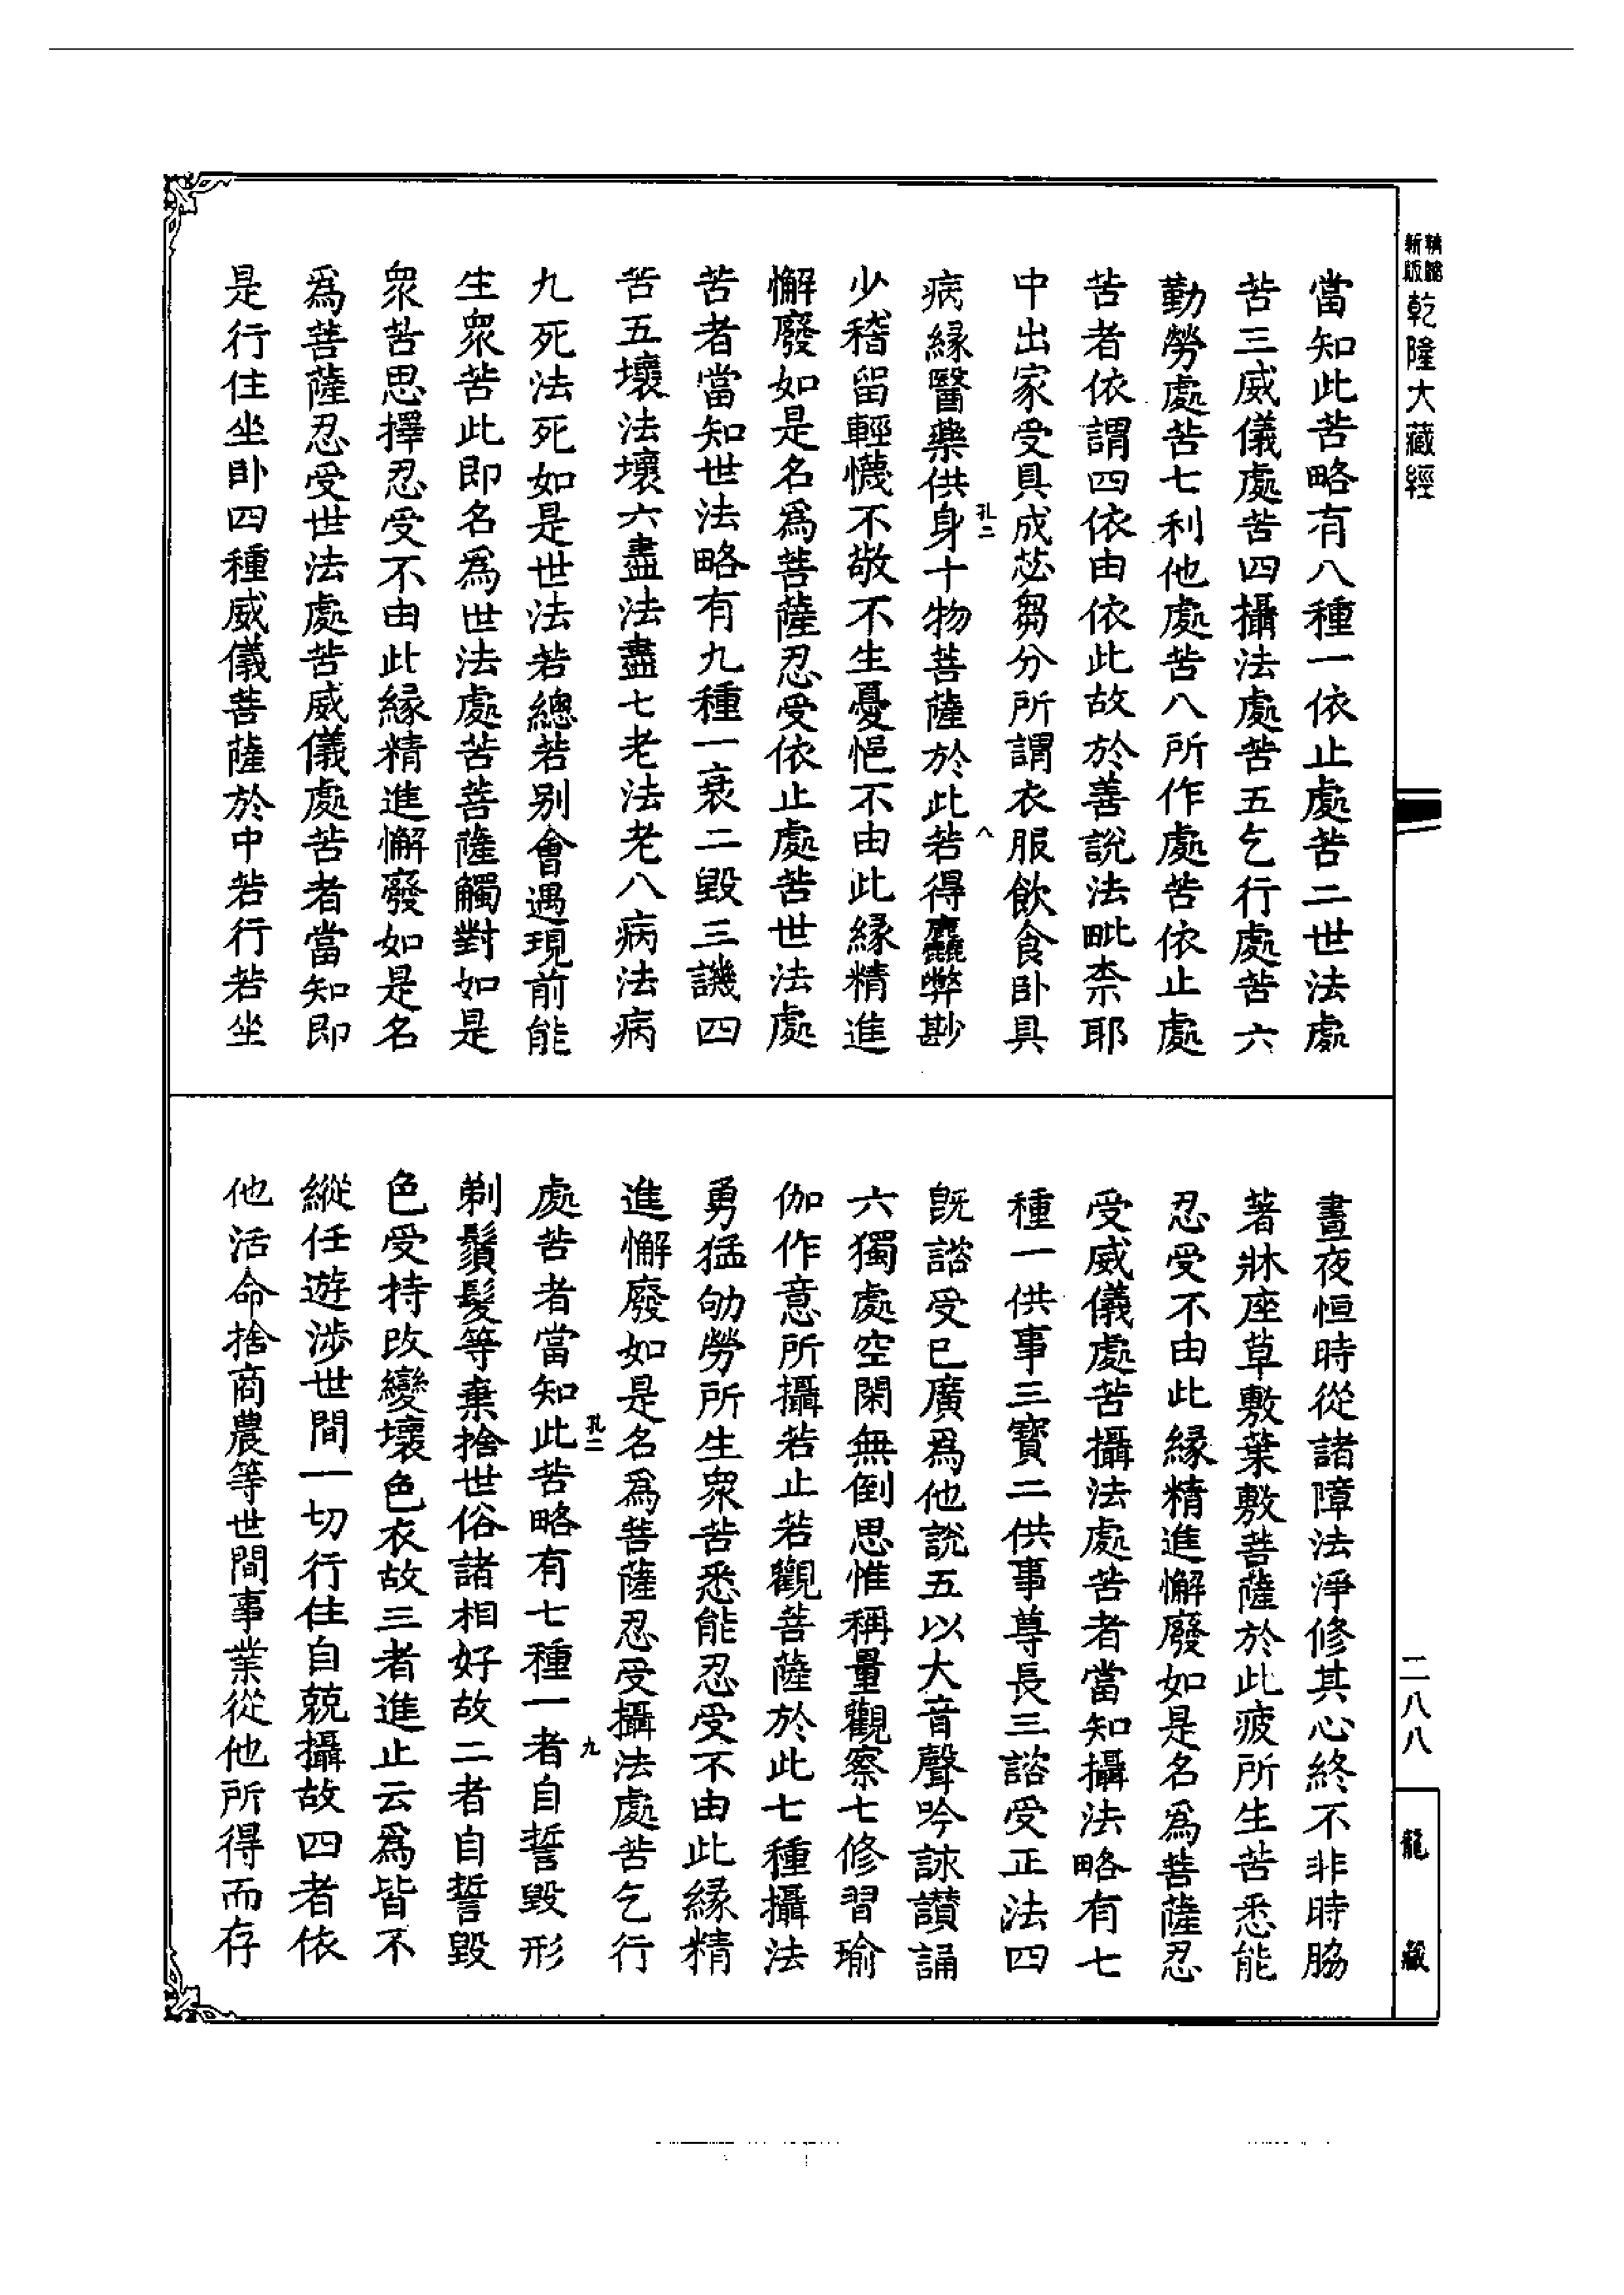 新版精縮乾隆大藏經
當知此苦略有八種一依止處苦二世法處
苦三威儀處苦四攝法處苦五乞行處苦六
勤勞處苦七利他處苦八所作處苦依止處
苦者依謂四依由依此故於善說法毗柰耶
中出家受具成苾芻分所謂衣服飲食卧具
孔二
八
病緣醫藥供身十物菩薩於此若得麤弊尠
少稽留輕懱不敬不生憂悒不由此緣精進
懈廢如是名爲菩薩忍受依止處苦世法處
苦者當知世法略有九種一衰二毀三譏四
苦五壞法壞六盡法盡七老法老八病法病
九死法死如是世法若總若别會遇現前能
生衆苦此即名爲世法處苦菩薩觸對如是
衆苦思擇忍受不由此緣精進懈廢如是名
爲菩薩忍受世法處苦威儀處苦者當知即
是行住坐卧四種威儀菩薩於中若行若坐
晝夜恒時從諸障法淨修其心終不非時脇
著牀座草敷葉敷菩薩於此疲所生苦悉能
忍受不由此緣精進懈廢如是名爲菩薩忍
受威儀處苦攝法處苦者當知攝法略有七
種一供事三寳二供事尊長三諮受正法四
旣諮受已廣爲他說五以大音聲吟詠讚誦
六獨處空閑無倒思惟稱量觀察七修習瑜
伽作意所攝若止若觀菩薩於此七種攝法
勇猛劬勞所生衆苦悉能忍受不由此緣精
進懈廢如是名爲菩薩忍受攝法處苦乞行
孔二
九
處苦者當知此苦略有七種一者自誓毀形
剃鬚髮等棄捨世俗諸相好故二者自誓毀
色受持改變壞色衣故三者進止云爲皆不
縱任遊涉世間一切行住自兢攝故四者依
他活命捨商農等世間事業從他所得而存
二八八
龍藏